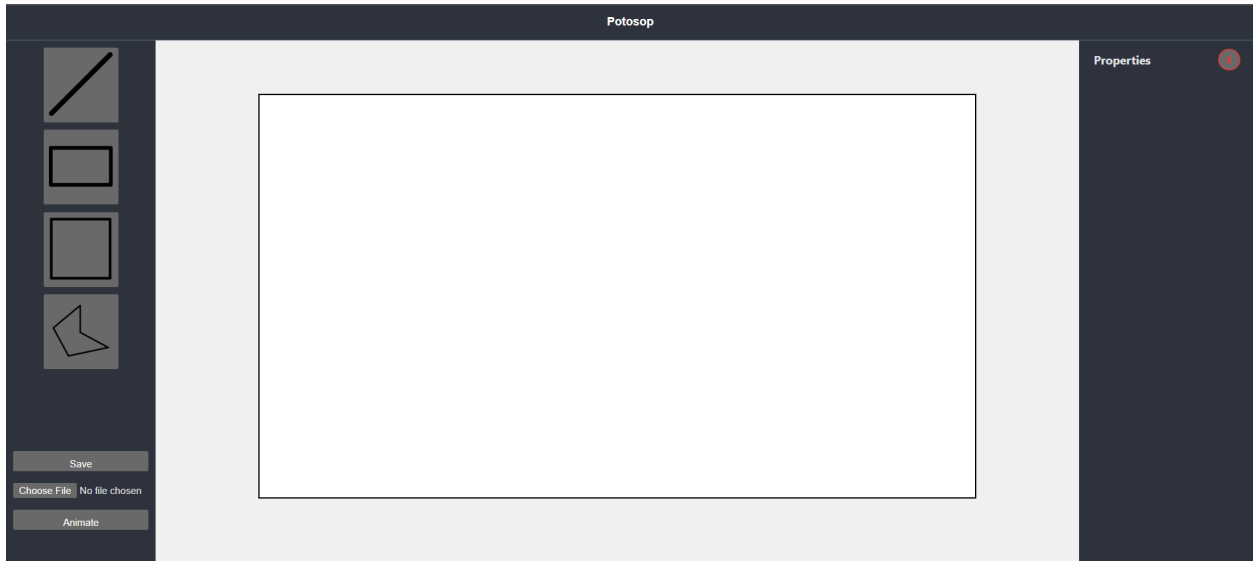 Potosop
Properties
X
Save
Choose File No file chosen
Animate